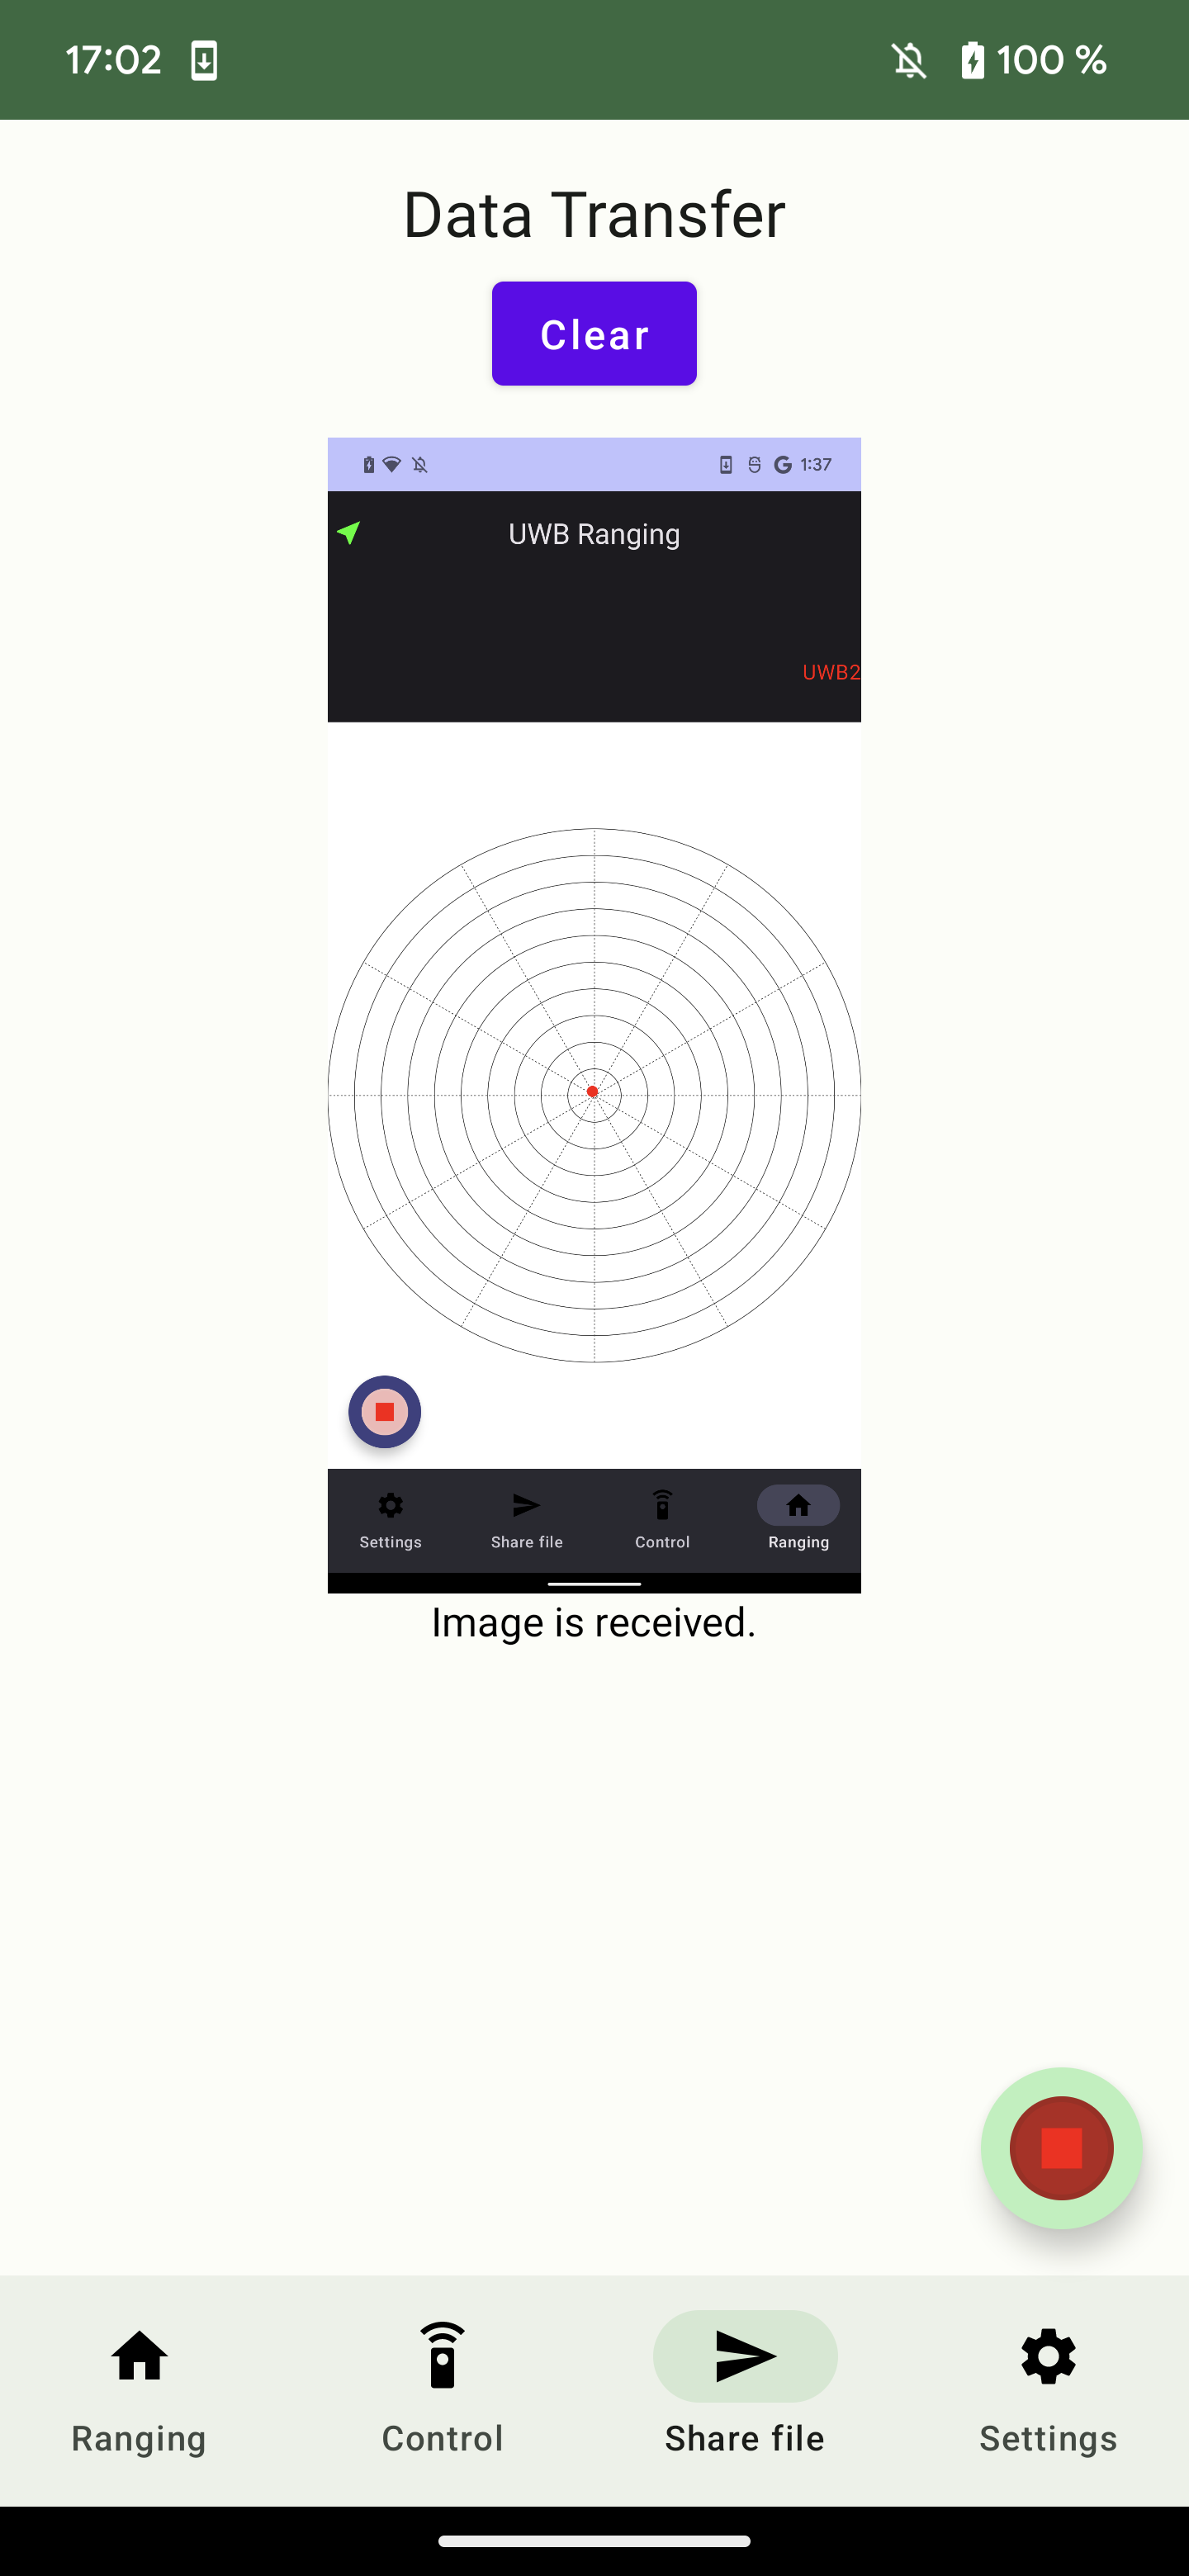 17:02 100 %
Data Transfer
Clear
1:37
UWB Ranging
UWB2
Settings Share file Control Ranging
Image is received.
Ranging Control Share file Settings